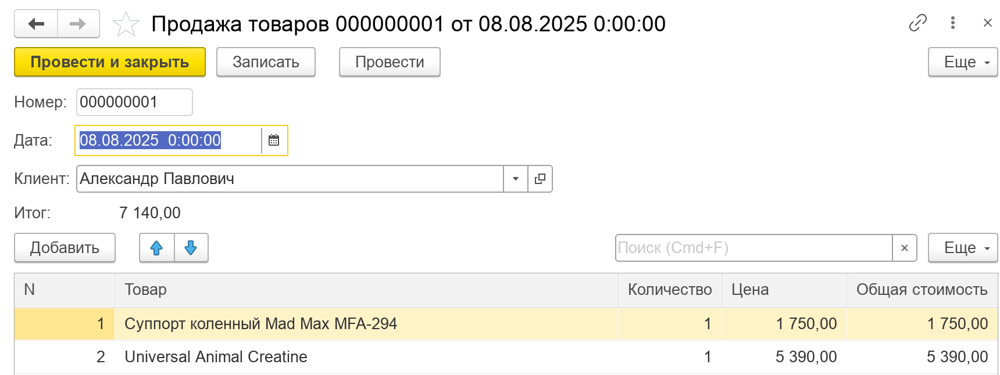 Продажа товаров 000000001 от 08.08.2025 0:00:00
Провести и закрыть Записать Провести Еще
Номер: 000000001
Дата: 08.08.2025 0:00:00
Клиент: Александр Павлович
Итог: 7 140,00
Добавить Поиск (Cmd+F) Еще
N Товар Количество Цена Общая стоимость
1 Суппорт коленный Mad Max MFA-294 1 1 750,00 1 750,00
2 Universal Animal Creatine 1 5 390,00 5 390,00